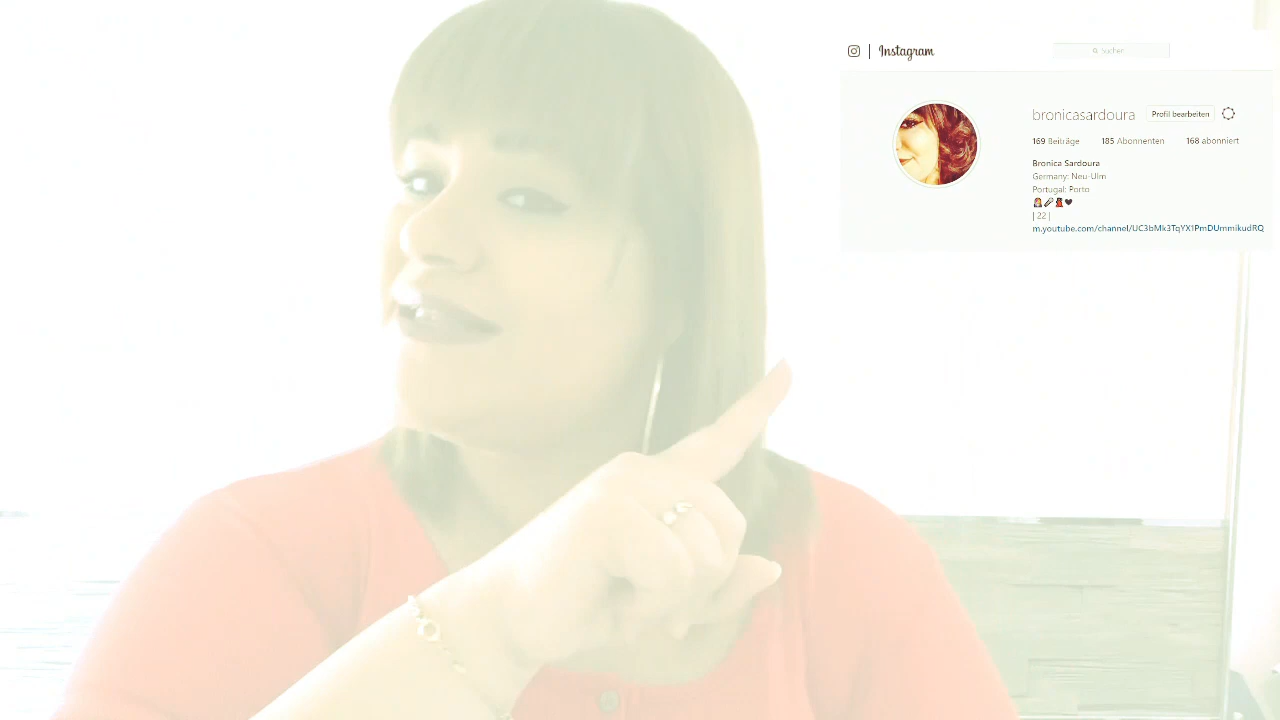 Instagram
Suchen
bronicasardoura Profil bearbeiten
169 Beiträge 185 Abonnenten 168 abonniert
Bronica Sardoura
Germany: Neu-Ulm
Portugal: Porto
| 22 |
m.youtube.com/channel/UC3bMk3TqYX1PmDUmmikudRQ